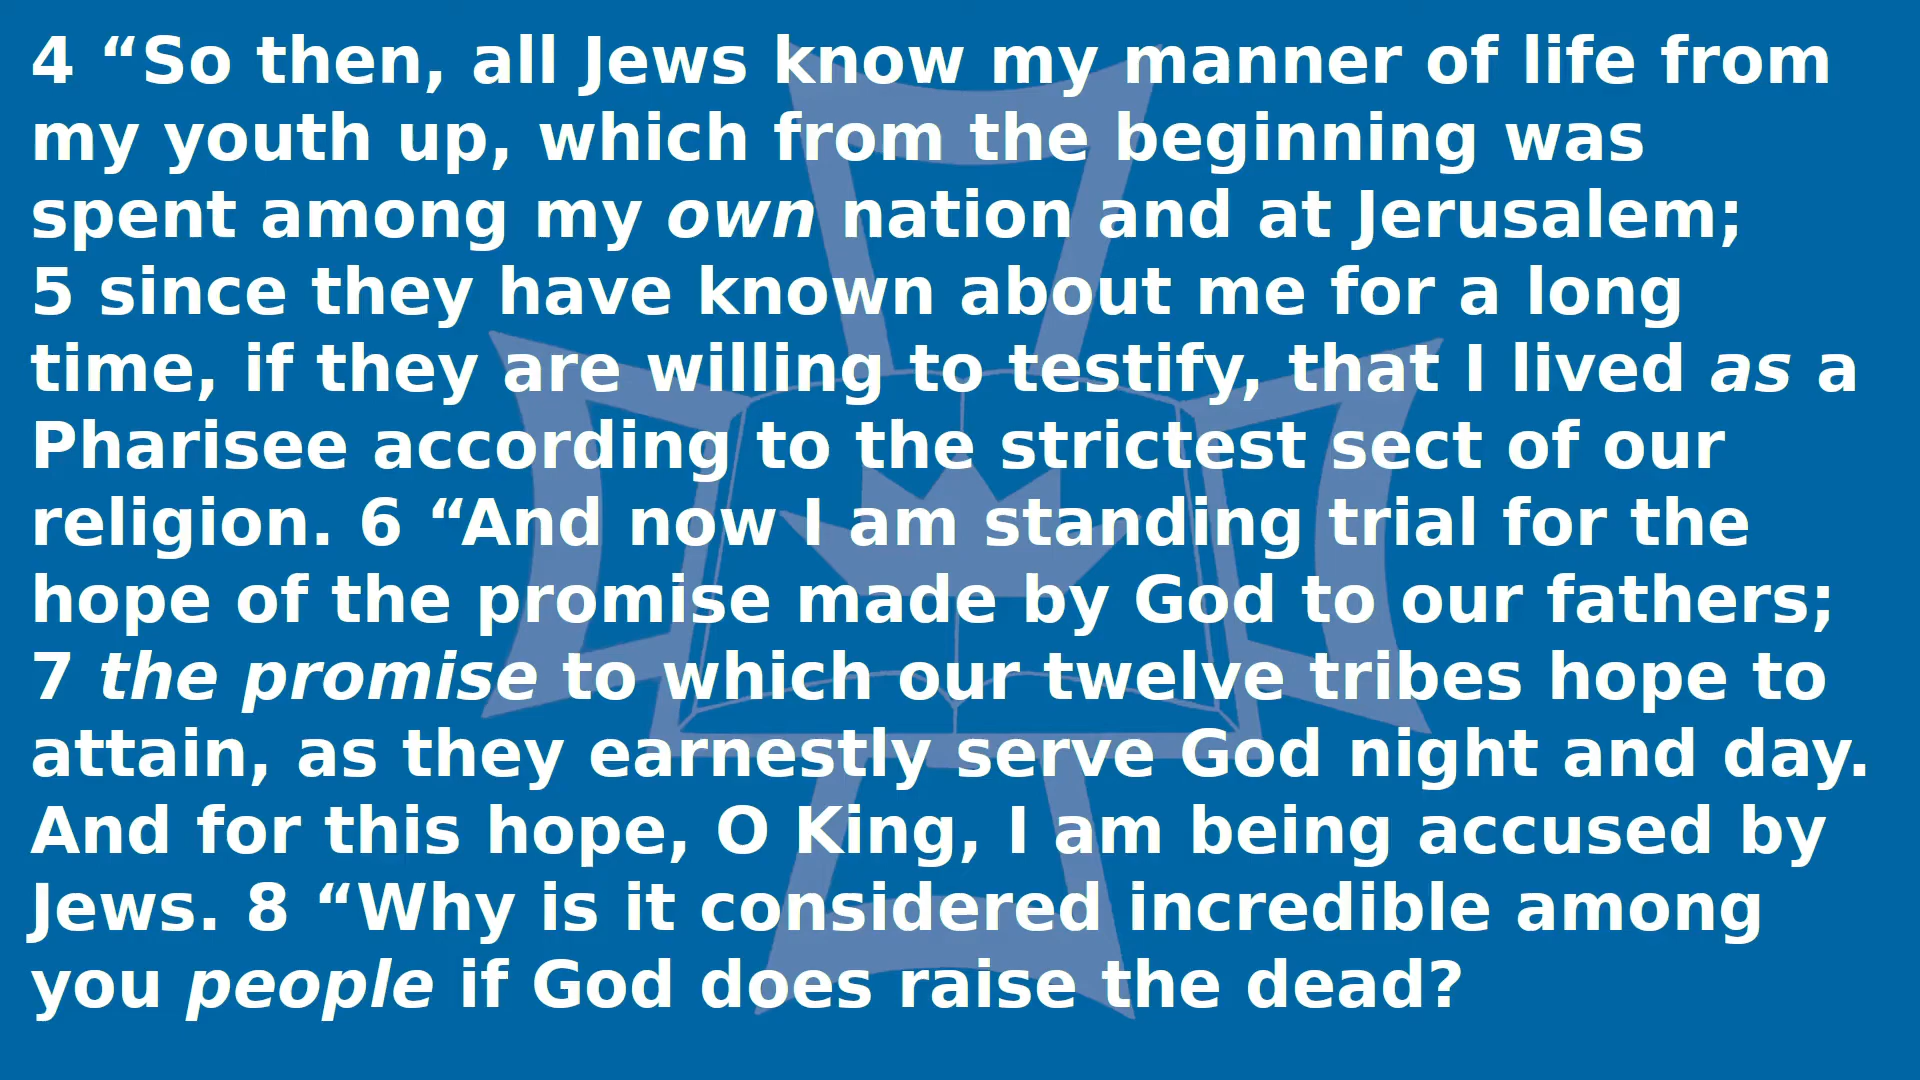 4 “So then, all Jews know my manner of life from
my youth up, which from the beginning was
spent among my own nation and at Jerusalem;
5 since they have known about me for a long
time, if they are willing to testify, that I lived as a
Pharisee according to the strictest sect of our
religion. 6 “And now I am standing trial for the
hope of the promise made by God to our fathers;
7 the promise to which our twelve tribes hope to
attain, as they earnestly serve God night and day.
And for this hope, O King, I am being accused by
Jews. 8 “Why is it considered incredible among
you people if God does raise the dead?